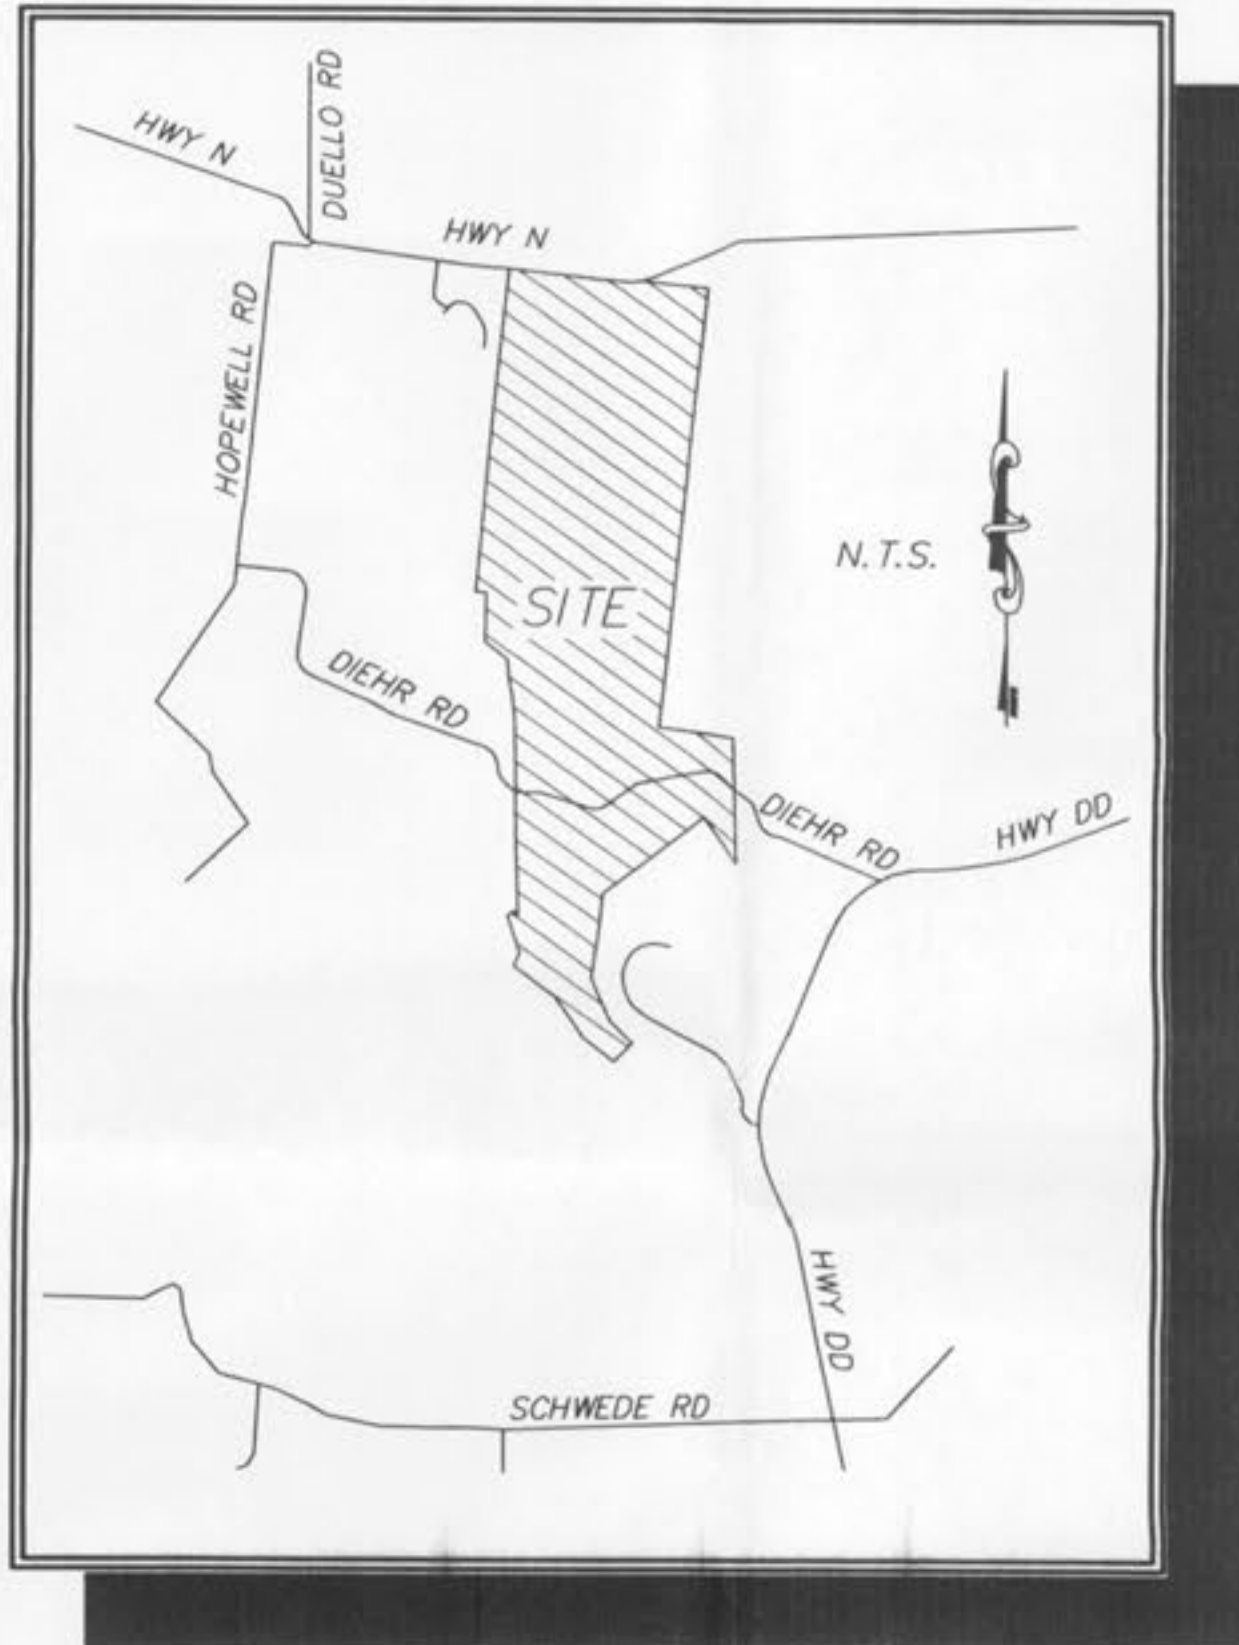 HWY N
DUELLO RD
HWY N
HOPEWELL RD
N.T.S.
SITE
DIEHR RD
DIEHR RD
HWY DD
HWY DD
SCHWEDE RD